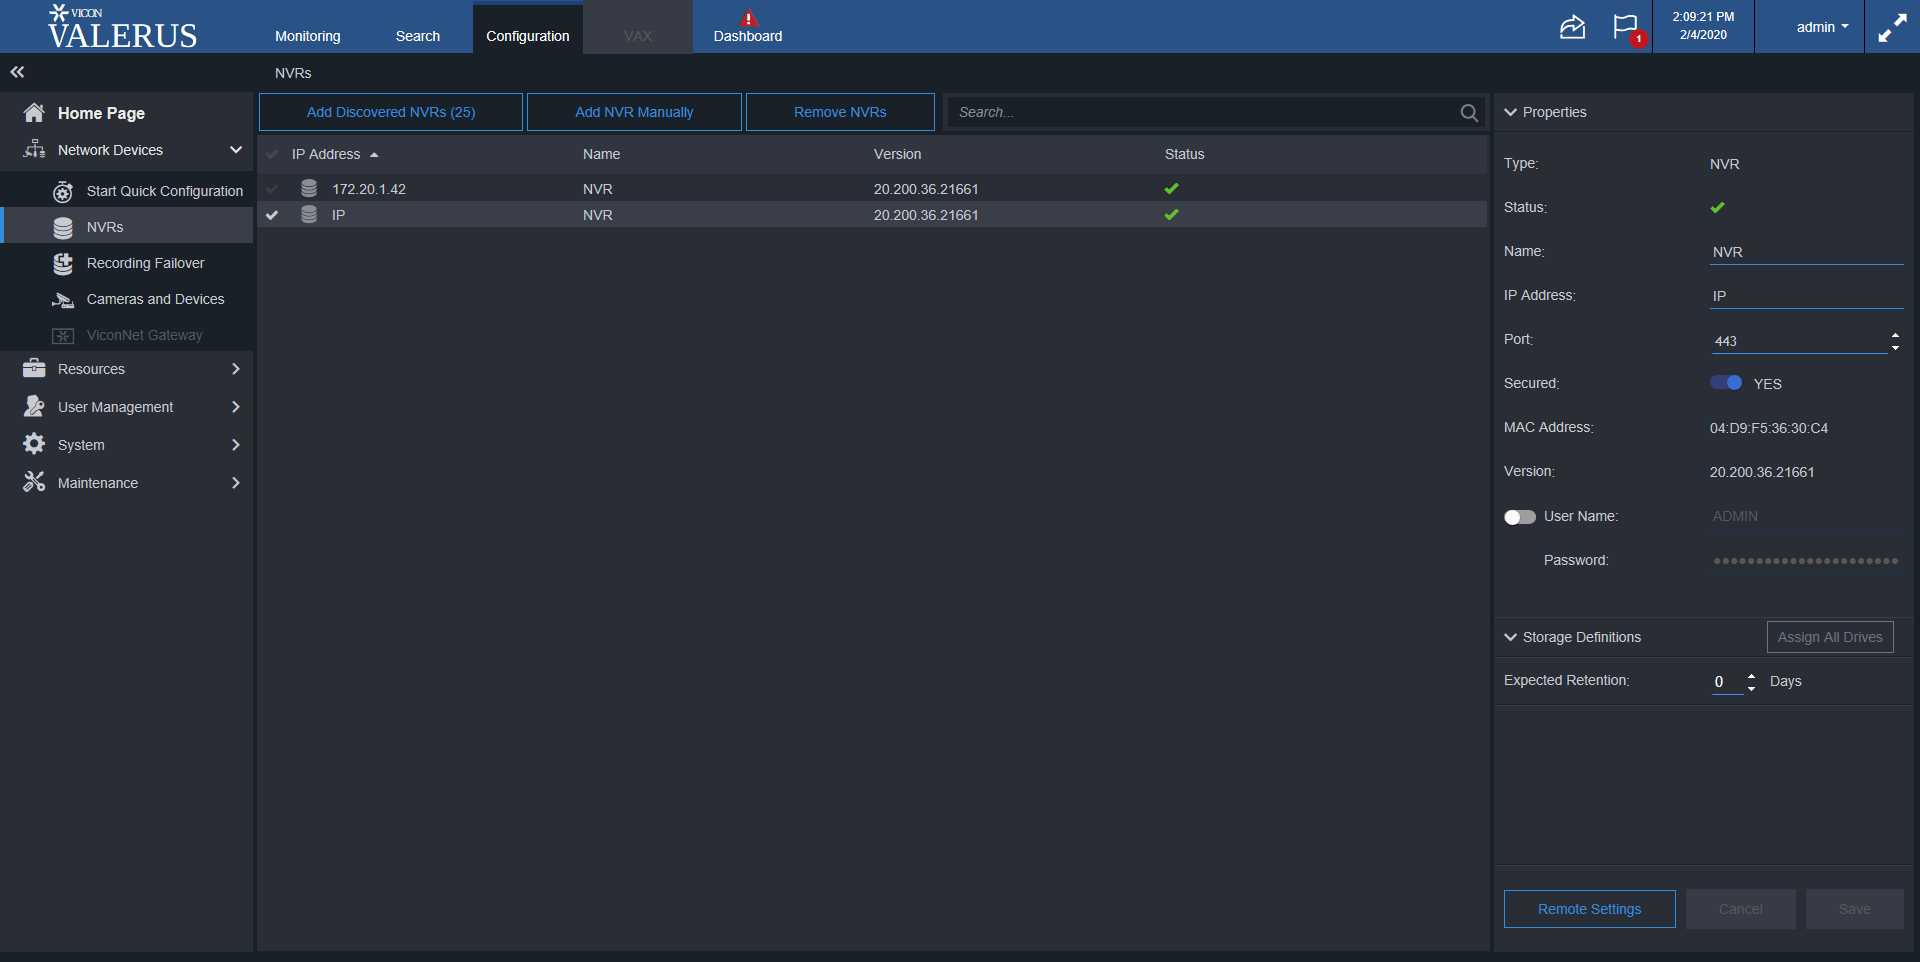 VICON
VALERUS
Monitoring
Search
Configuration
VAX
Dashboard
1
2:09:21 PM
2/4/2020
admin
NVRs
Home Page
Network Devices
Start Quick Configuration
NVRs
Recording Failover
Cameras and Devices
ViconNet Gateway
Resources
User Management
System
Maintenance
Add Discovered NVRs (25)
Add NVR Manually
Remove NVRs
Search...
IP Address Name Version Status
172.20.1.42 NVR 20.200.36.21661
IP NVR 20.200.36.21661
Properties
Type: NVR
Status:
Name: NVR
IP Address: IP
Port: 443
Secured: YES
MAC Address: 04:D9:F5:36:30:C4
Version: 20.200.36.21661
User Name: ADMIN
Password: ••••••••••••••••••••••
Storage Definitions
Assign All Drives
Expected Retention: 0 Days
Remote Settings
Cancel
Save